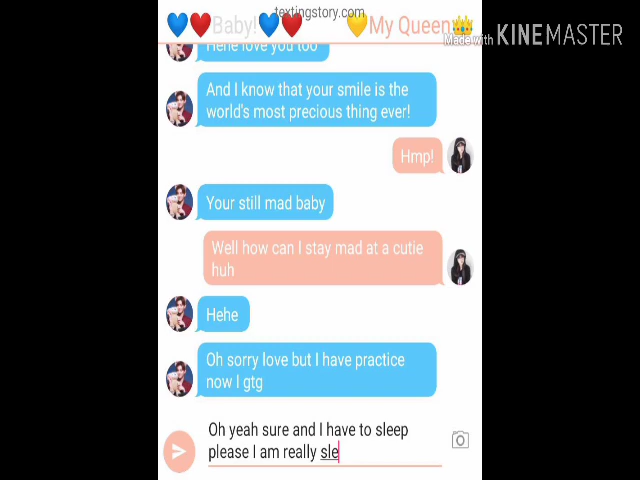 textingstory.com
💙❤️Baby!💙❤️ 💛My Queen👑
Made with KINEMASTER
Hehe love you too
And I know that your smile is the
world's most precious thing ever!
Hmp!
Your still mad baby
Well how can I stay mad at a cutie
huh
Hehe
Oh sorry love but I have practice
now I gtg
Oh yeah sure and I have to sleep
please I am really sle